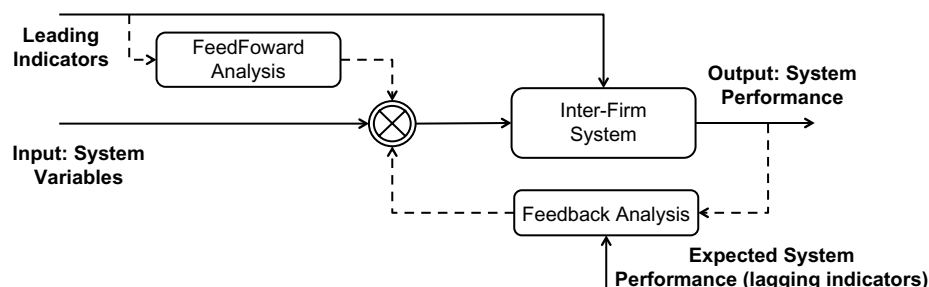 Leading
Indicators
FeedFoward
Analysis
Output: System
Performance
Inter-Firm
System
Input: System
Variables
Feedback Analysis
Expected System
Performance (lagging indicators)